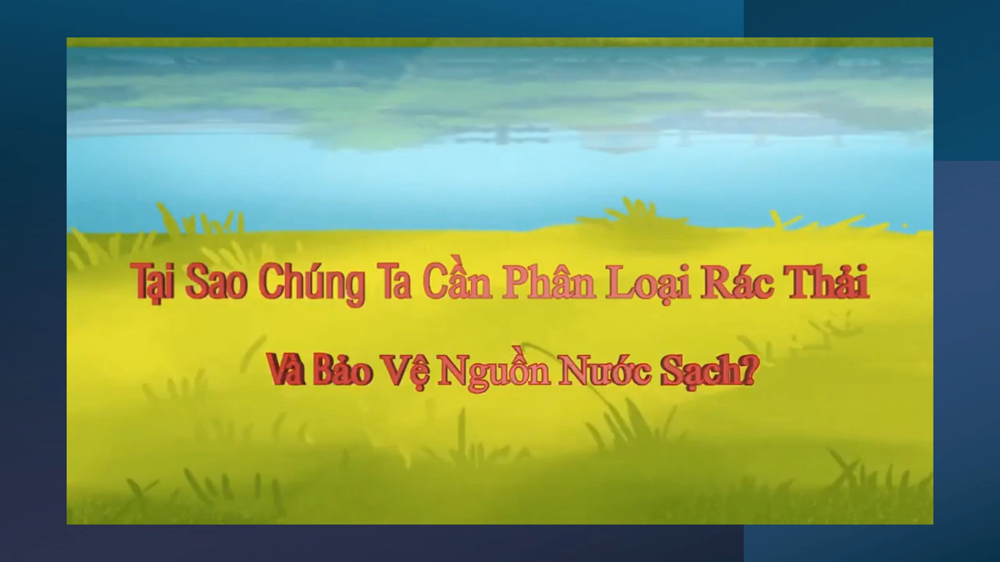 Tại Sao Chúng Ta Cần Phân Loại Rác Thải
Và Bảo Vệ Nguồn Nước Sạch?